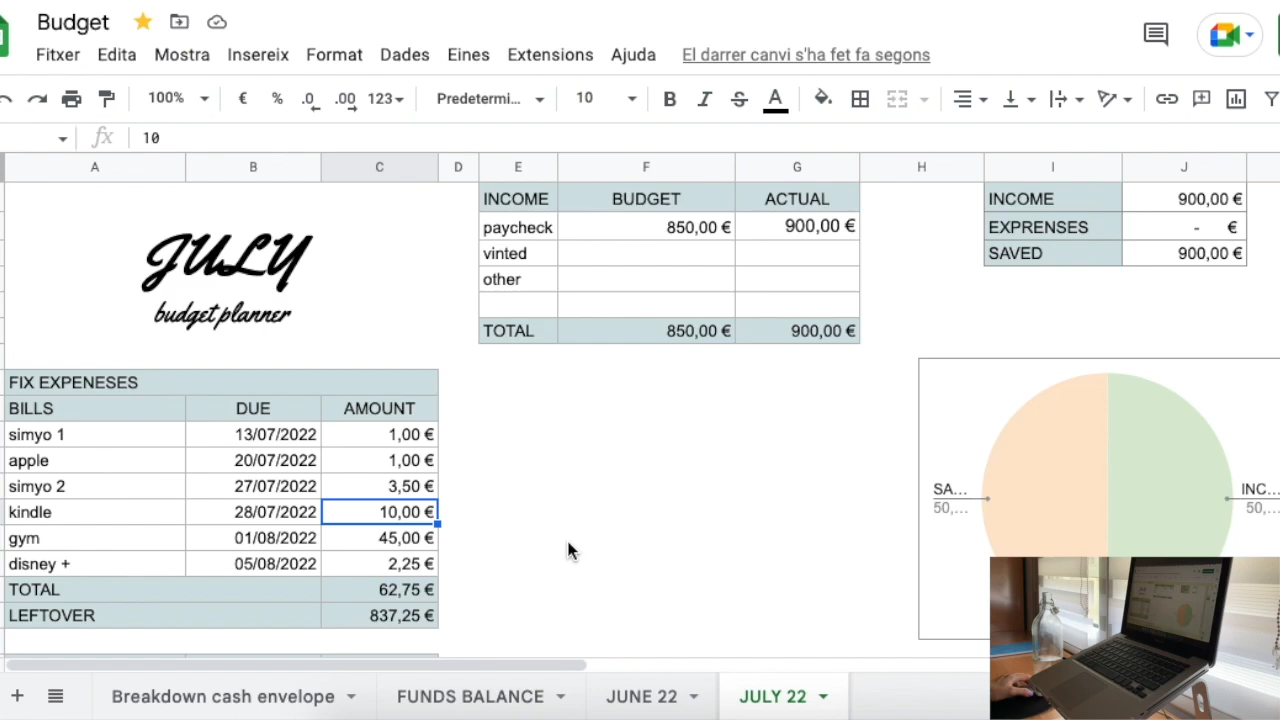 Budget
Fitxer Edita Mostra Insereix Format Dades Eines Extensions Ajuda El darrer canvi s'ha fet fa segons
100% € % .0 .00 123 Predetermi... 10 B I S A
fx 10
A B C D E F G H I J
INCOME BUDGET ACTUAL
paycheck 850,00 € 900,00 €
vinted
other
TOTAL 850,00 € 900,00 €
INCOME 900,00 €
EXPRENSES - €
SAVED 900,00 €
JULY
budget planner
FIX EXPENESES
BILLS DUE AMOUNT
simyo 1 13/07/2022 1,00 €
apple 20/07/2022 1,00 €
simyo 2 27/07/2022 3,50 €
kindle 28/07/2022 10,00 €
gym 01/08/2022 45,00 €
disney + 05/08/2022 2,25 €
TOTAL 62,75 €
LEFTOVER 837,25 €
SA...
50,...
INC...
50,...
+ Breakdown cash envelope FUNDS BALANCE JUNE 22 JULY 22